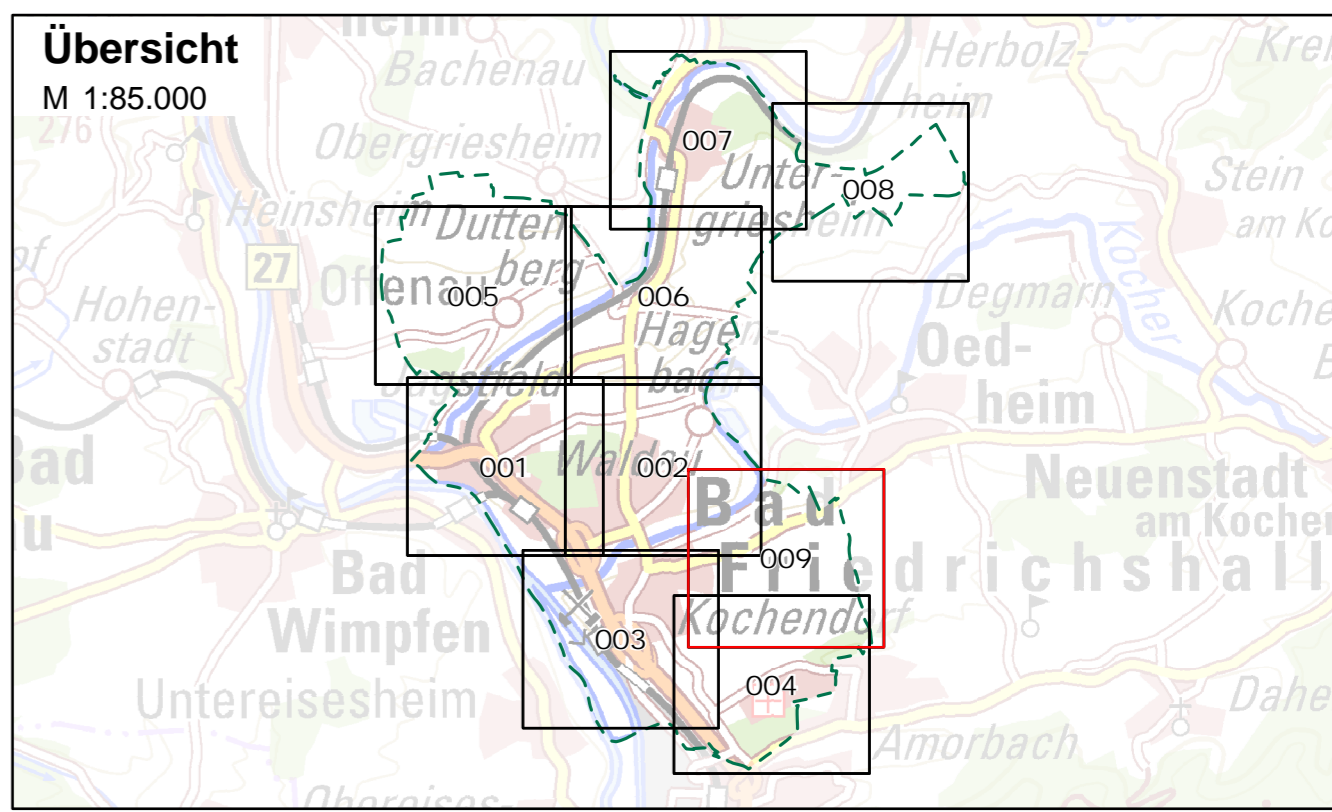 Übersicht
M 1:85.000
heim
Bachenau
Herbolz-
heim
276
Obergriesheim
007
Unter-
griesheim
008
Stein
am Ko
Heinsheim
Dutten
berg
27
Offenau
005
006
Degmarn
Kocher
Hohen-
stadt
Hagen-
bach
Oed-
heim
Koche
Jagstfeld
001
Waldau
002
Bad
Friedrichshall
009
Neuenstadt
am Kocher
Bad
Wimpfen
Kochendorf
003
004
Untereisesheim
Dahe
Amorbach
Obereises-